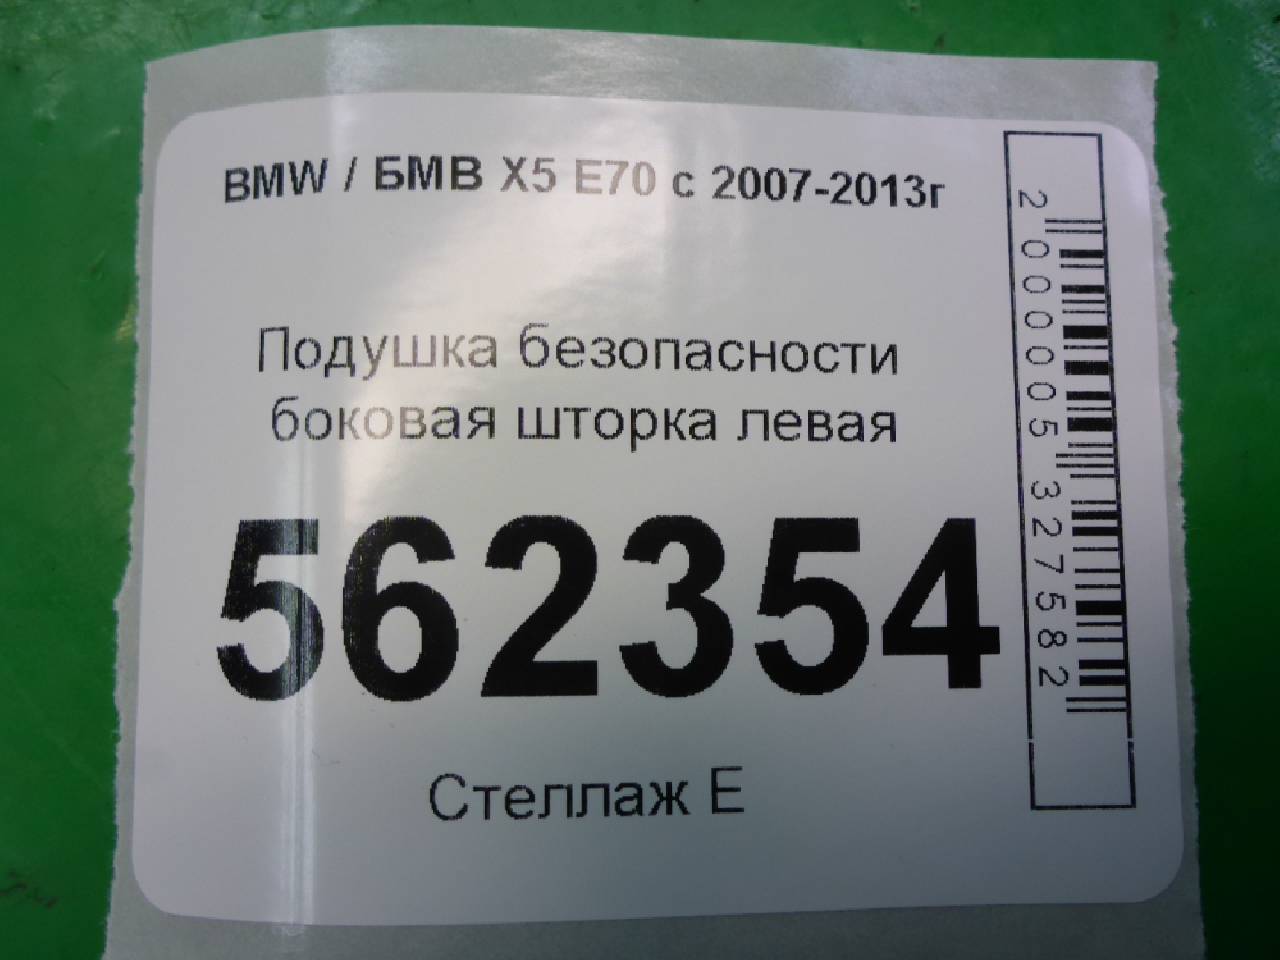 BMW / БМВ X5 E70 с 2007-2013г
Подушка безопасности
боковая шторка левая
562354
Стеллаж Е
2000005327582